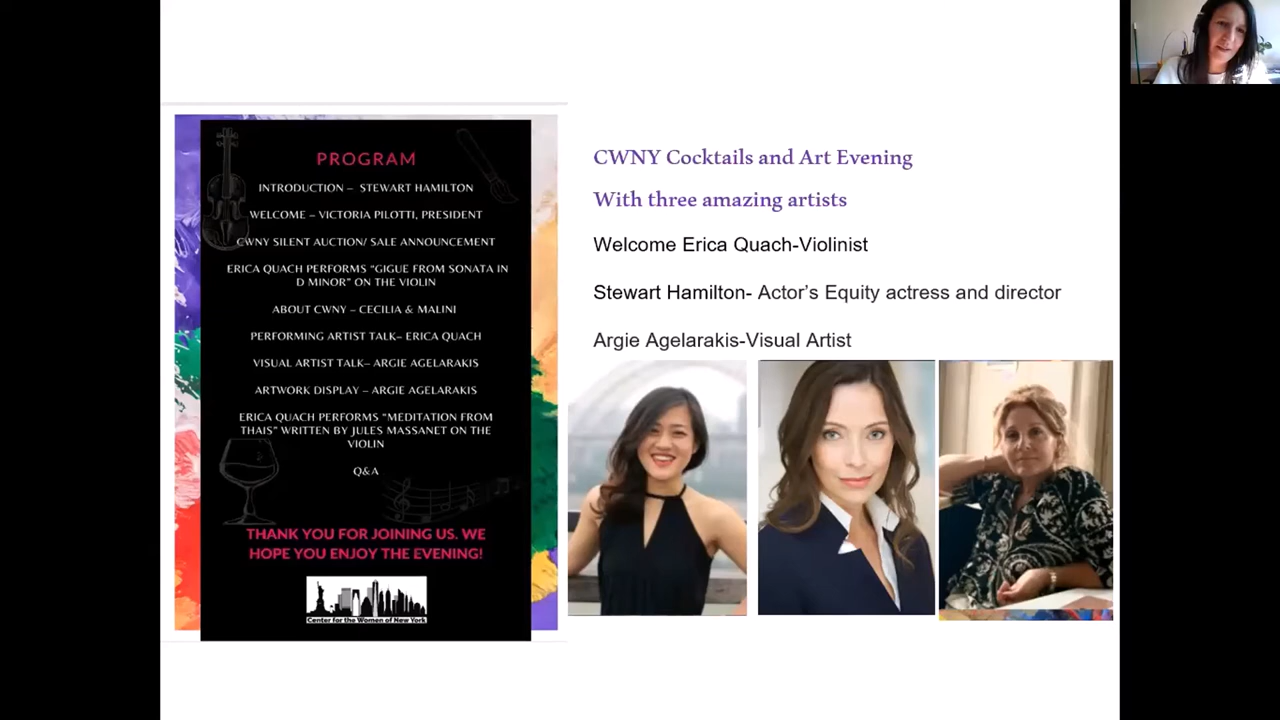 PROGRAM
INTRODUCTION – STEWART HAMILTON
WELCOME – VICTORIA PILOTTI, PRESIDENT
CWNY SILENT AUCTION/ SALE ANNOUNCEMENT
ERICA QUACH PERFORMS "GIGUE FROM SONATA IN
D MINOR" ON THE VIOLIN
ABOUT CWNY – CECILIA & MALINI
PERFORMING ARTIST TALK– ERICA QUACH
VISUAL ARTIST TALK– ARGIE AGELARAKIS
ARTWORK DISPLAY – ARGIE AGELARAKIS
ERICA QUACH PERFORMS "MEDITATION FROM
THAIS" WRITTEN BY JULES MASSANET ON THE
VIOLIN
Q&A
THANK YOU FOR JOINING US. WE
HOPE YOU ENJOY THE EVENING!
Center for the Women of New York
CWNY Cocktails and Art Evening
With three amazing artists
Welcome Erica Quach-Violinist
Stewart Hamilton- Actor's Equity actress and director
Argie Agelarakis-Visual Artist